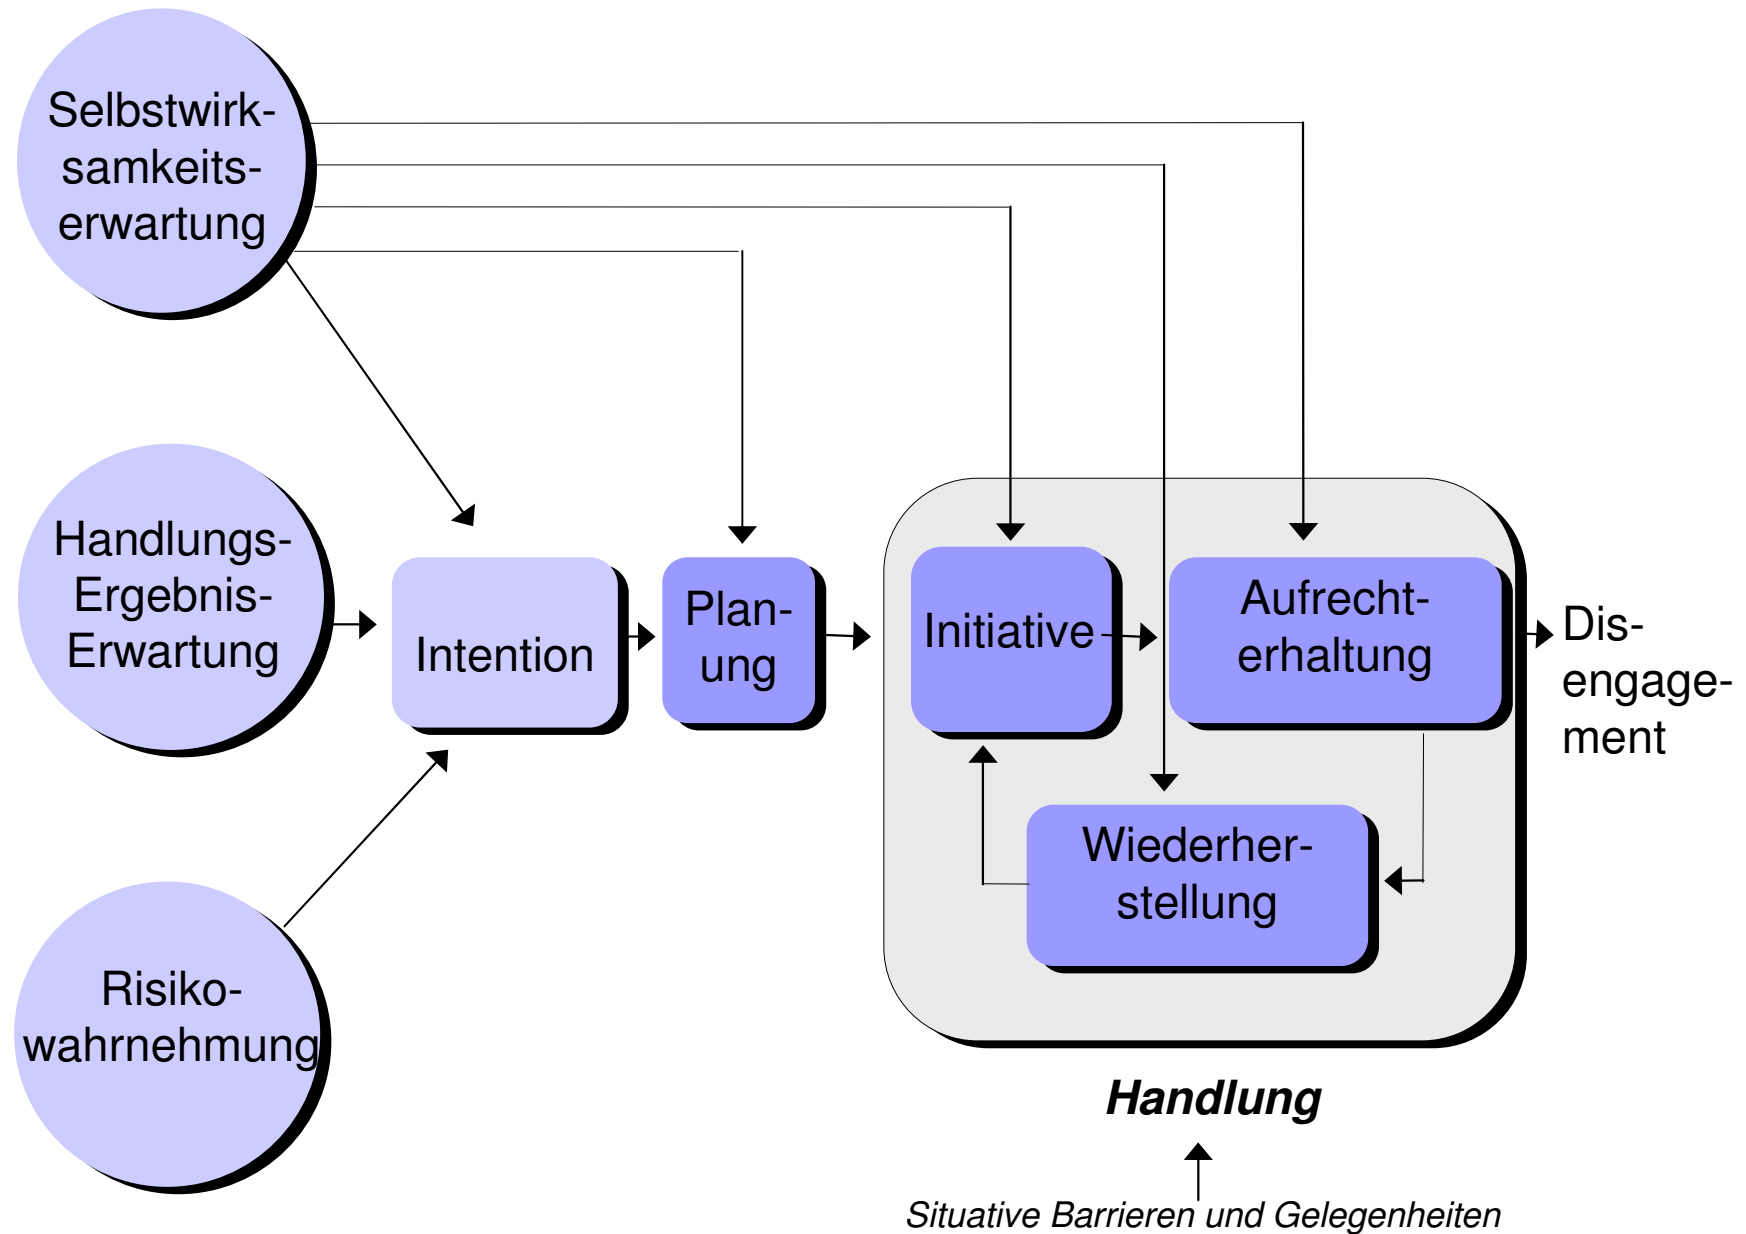 Selbstwirk-
samkeits-
erwartung
Handlungs-
Ergebnis-
Erwartung
Risiko-
wahrnehmung
Intention
Plan-
ung
Initiative
Aufrecht-
erhaltung
Wiederher-
stellung
Dis-
engage-
ment
Handlung
Situative Barrieren und Gelegenheiten